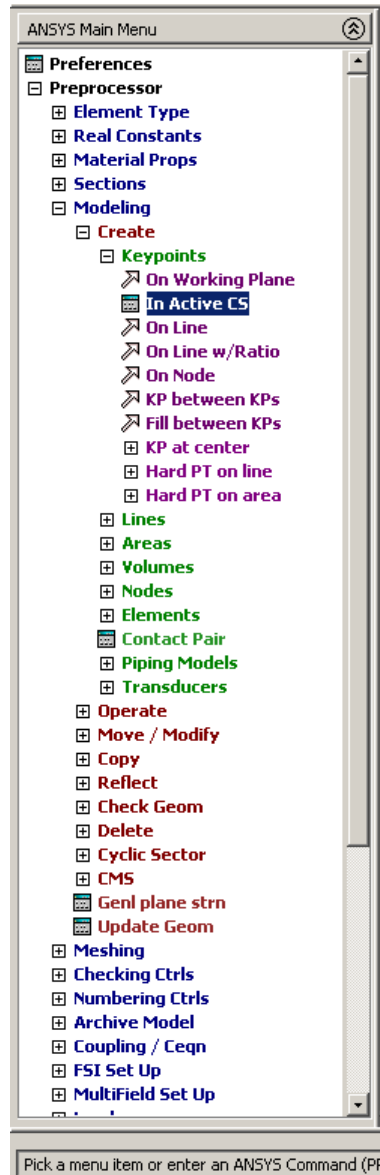 ANSYS Main Menu
Preferences
Preprocessor
Element Type
Real Constants
Material Props
Sections
Modeling
Create
Keypoints
On Working Plane
In Active CS
On Line
On Line w/Ratio
On Node
KP between KPs
Fill between KPs
KP at center
Hard PT on line
Hard PT on area
Lines
Areas
Volumes
Nodes
Elements
Contact Pair
Piping Models
Transducers
Operate
Move / Modify
Copy
Reflect
Check Geom
Delete
Cyclic Sector
CMS
Genl plane strn
Update Geom
Meshing
Checking Ctrls
Numbering Ctrls
Archive Model
Coupling / Ceqn
FSI Set Up
MultiField Set Up
Pick a menu item or enter an ANSYS Command